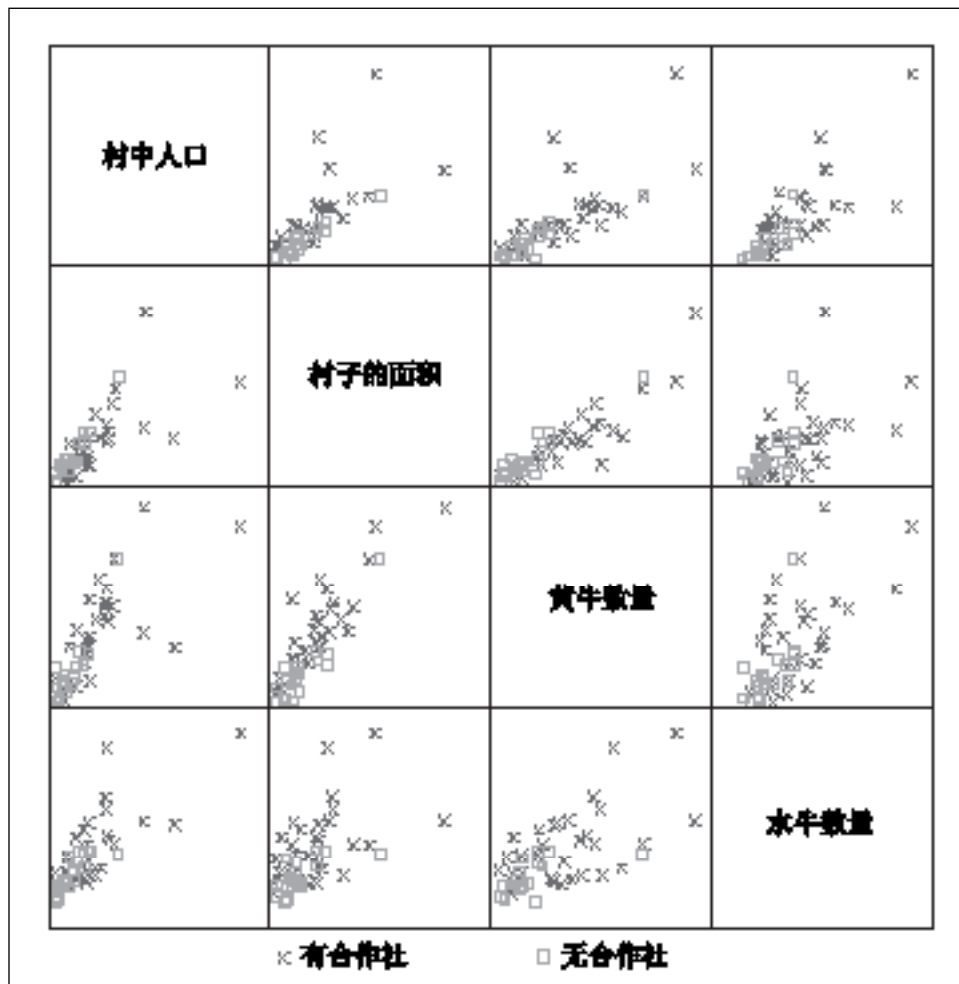 村中人口
村子的面积
黄牛数量
水牛数量
有合作社
无合作社